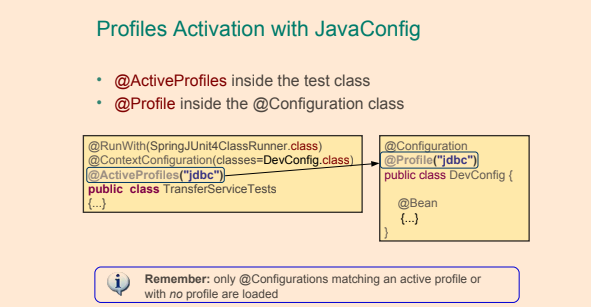 Profiles Activation with JavaConfig
• @ActiveProfiles inside the test class
• @Profile inside the @Configuration class
@RunWith(SpringJUnit4ClassRunner.class)
@ContextConfiguration(classes=DevConfig.class)
@ActiveProfiles("jdbc")
public class TransferServiceTests
{...}
@Configuration
@Profile("jdbc")
public class DevConfig {
@Bean
{...}
}
i
Remember: only @Configurations matching an active profile or
with no profile are loaded